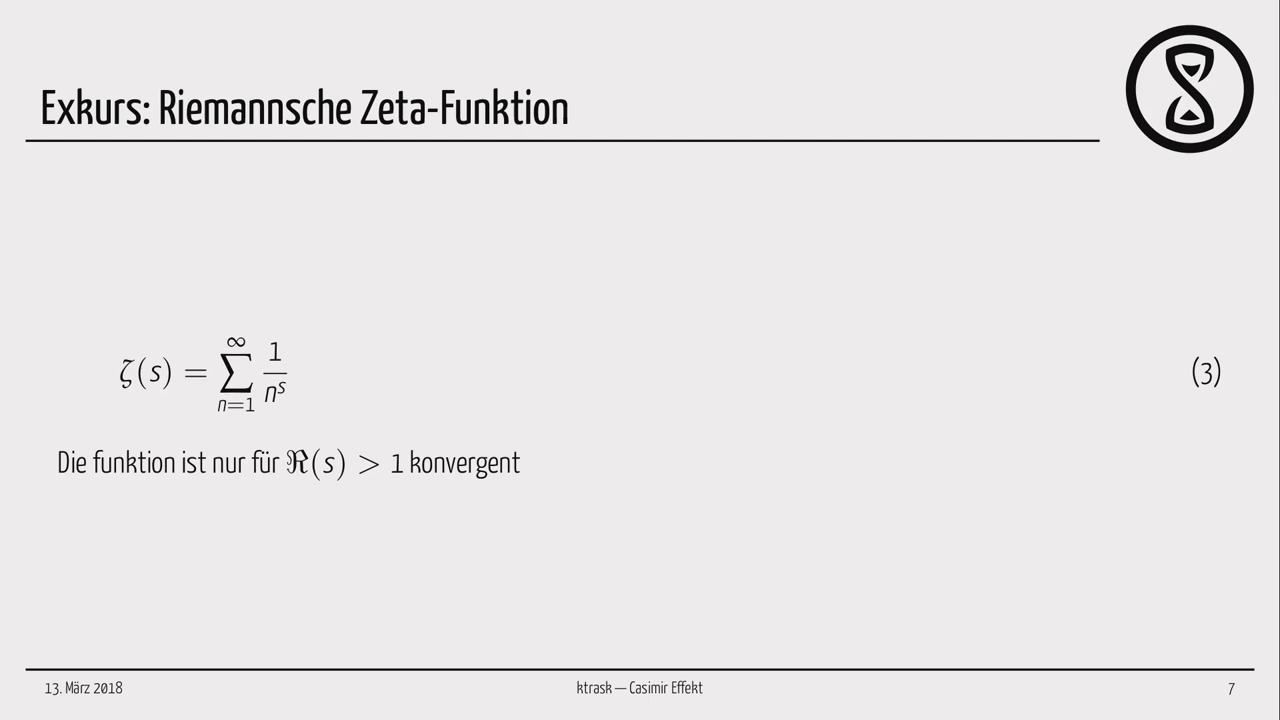 Exkurs: Riemannsche Zeta-Funktion
ζ(s) = ∑_{n=1}^{∞} 1/n^s (3)
Die funktion ist nur für ℜ(s) > 1 konvergent
13. März 2018 ktrask — Casimir Effekt 7